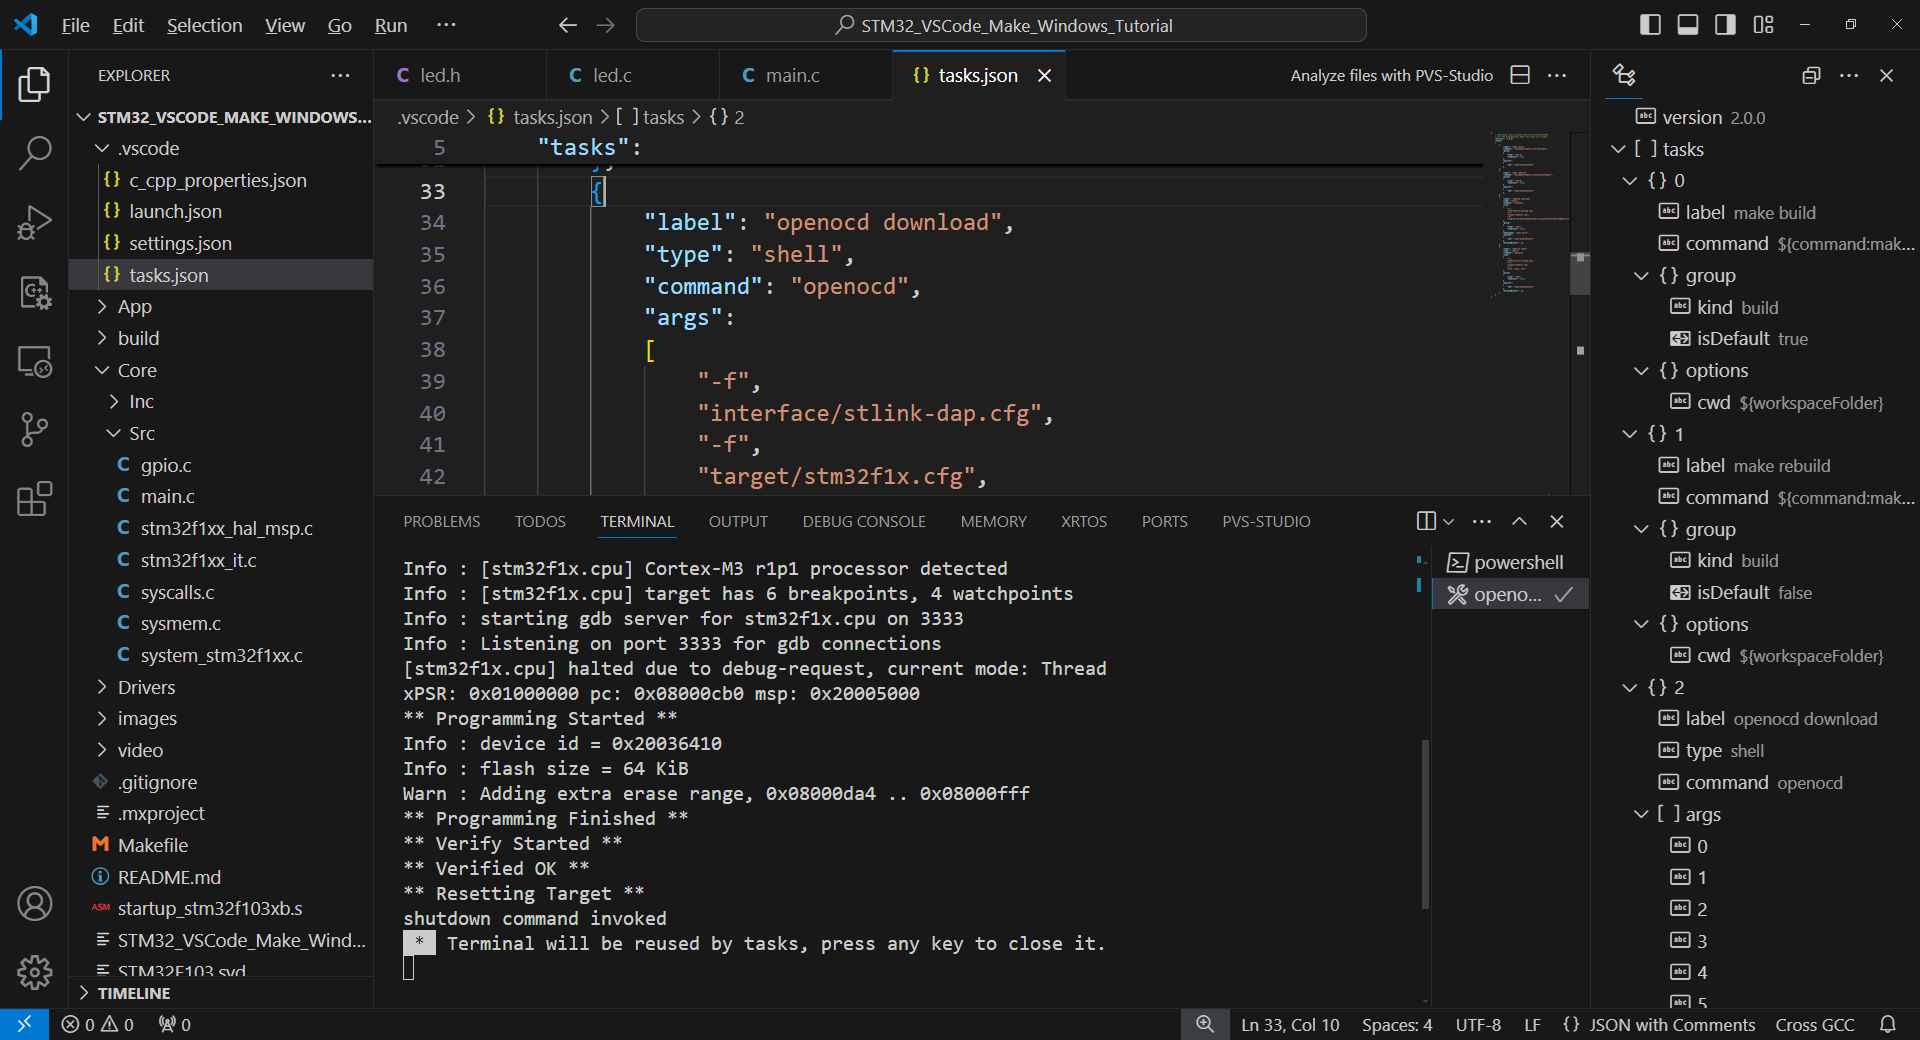 File Edit Selection View Go Run ···
STM32_VSCode_Make_Windows_Tutorial
EXPLORER ···
STM32_VSCODE_MAKE_WINDOWS...
.vscode
{} c_cpp_properties.json
{} launch.json
{} settings.json
{} tasks.json
App
build
Core
Inc
Src
C gpio.c
C main.c
C stm32f1xx_hal_msp.c
C stm32f1xx_it.c
C syscalls.c
C sysmem.c
C system_stm32f1xx.c
Drivers
images
video
.gitignore
.mxproject
M Makefile
README.md
ASM startup_stm32f103xb.s
STM32_VSCode_Make_Wind...
STM32F103.svd
TIMELINE
C led.h C led.c C main.c {} tasks.json
Analyze files with PVS-Studio ···
.vscode > {} tasks.json > [ ] tasks > {} 2
5 "tasks":
33 {
34 "label": "openocd download",
35 "type": "shell",
36 "command": "openocd",
37 "args":
38 [
39 "-f",
40 "interface/stlink-dap.cfg",
41 "-f",
42 "target/stm32f1x.cfg",
PROBLEMS TODOS TERMINAL OUTPUT DEBUG CONSOLE MEMORY XRTOS PORTS PVS-STUDIO
Info : [stm32f1x.cpu] Cortex-M3 r1p1 processor detected
Info : [stm32f1x.cpu] target has 6 breakpoints, 4 watchpoints
Info : starting gdb server for stm32f1x.cpu on 3333
Info : Listening on port 3333 for gdb connections
[stm32f1x.cpu] halted due to debug-request, current mode: Thread
xPSR: 0x01000000 pc: 0x08000cb0 msp: 0x20005000
** Programming Started **
Info : device id = 0x20036410
Info : flash size = 64 KiB
Warn : Adding extra erase range, 0x08000da4 .. 0x08000fff
** Programming Finished **
** Verify Started **
** Verified OK **
** Resetting Target **
shutdown command invoked
* Terminal will be reused by tasks, press any key to close it.
powershell
openo...
version 2.0.0
[ ] tasks
{} 0
label make build
command ${command:mak...
{} group
kind build
isDefault true
{} options
cwd ${workspaceFolder}
{} 1
label make rebuild
command ${command:mak...
{} group
kind build
isDefault false
{} options
cwd ${workspaceFolder}
{} 2
label openocd download
type shell
command openocd
[ ] args
0
1
2
3
4
5
0 0 0
Ln 33, Col 10 Spaces: 4 UTF-8 LF {} JSON with Comments Cross GCC